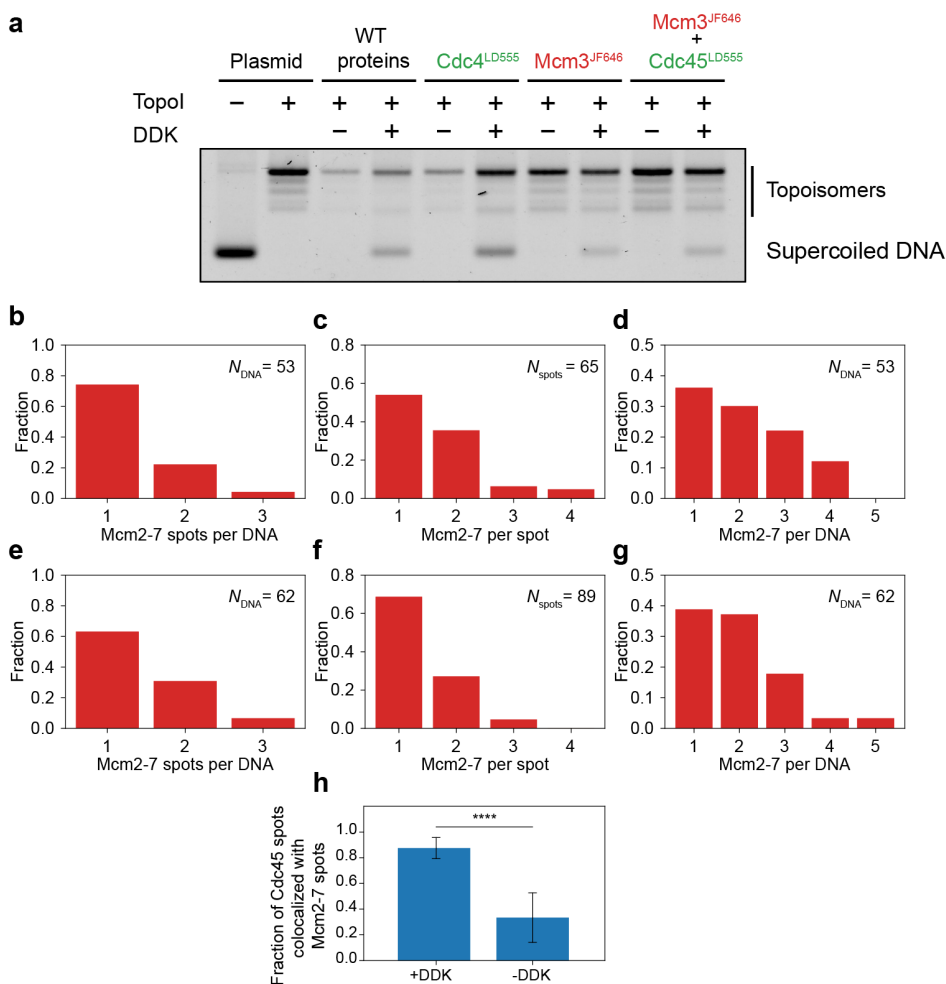 a
Mcm3JF646
+
Cdc45LD555
WT
proteins
Plasmid
Cdc4LD555
Mcm3JF646
TopoI − + + + + + + + + +
DDK − + − + − + − +
Topoisomers
Supercoiled DNA
b
c
d
1.0
0.8
0.6
0.4
0.2
0.0
Fraction
NDNA= 53
1 2 3
Mcm2-7 spots per DNA
0.8
0.6
0.4
0.2
0.0
Fraction
Nspots= 65
1 2 3 4
Mcm2-7 per spot
0.5
0.4
0.3
0.2
0.1
0.0
Fraction
NDNA= 53
1 2 3 4 5
Mcm2-7 per DNA
e
f
g
1.0
0.8
0.6
0.4
0.2
0.0
Fraction
NDNA= 62
1 2 3
Mcm2-7 spots per DNA
0.8
0.6
0.4
0.2
0.0
Fraction
Nspots= 89
1 2 3 4
Mcm2-7 per spot
0.5
0.4
0.3
0.2
0.1
0.0
Fraction
NDNA= 62
1 2 3 4 5
Mcm2-7 per DNA
h
Fraction of Cdc45 spots
colocalized with
Mcm2-7 spots
1.0
0.8
0.6
0.4
0.2
0.0
****
+DDK -DDK